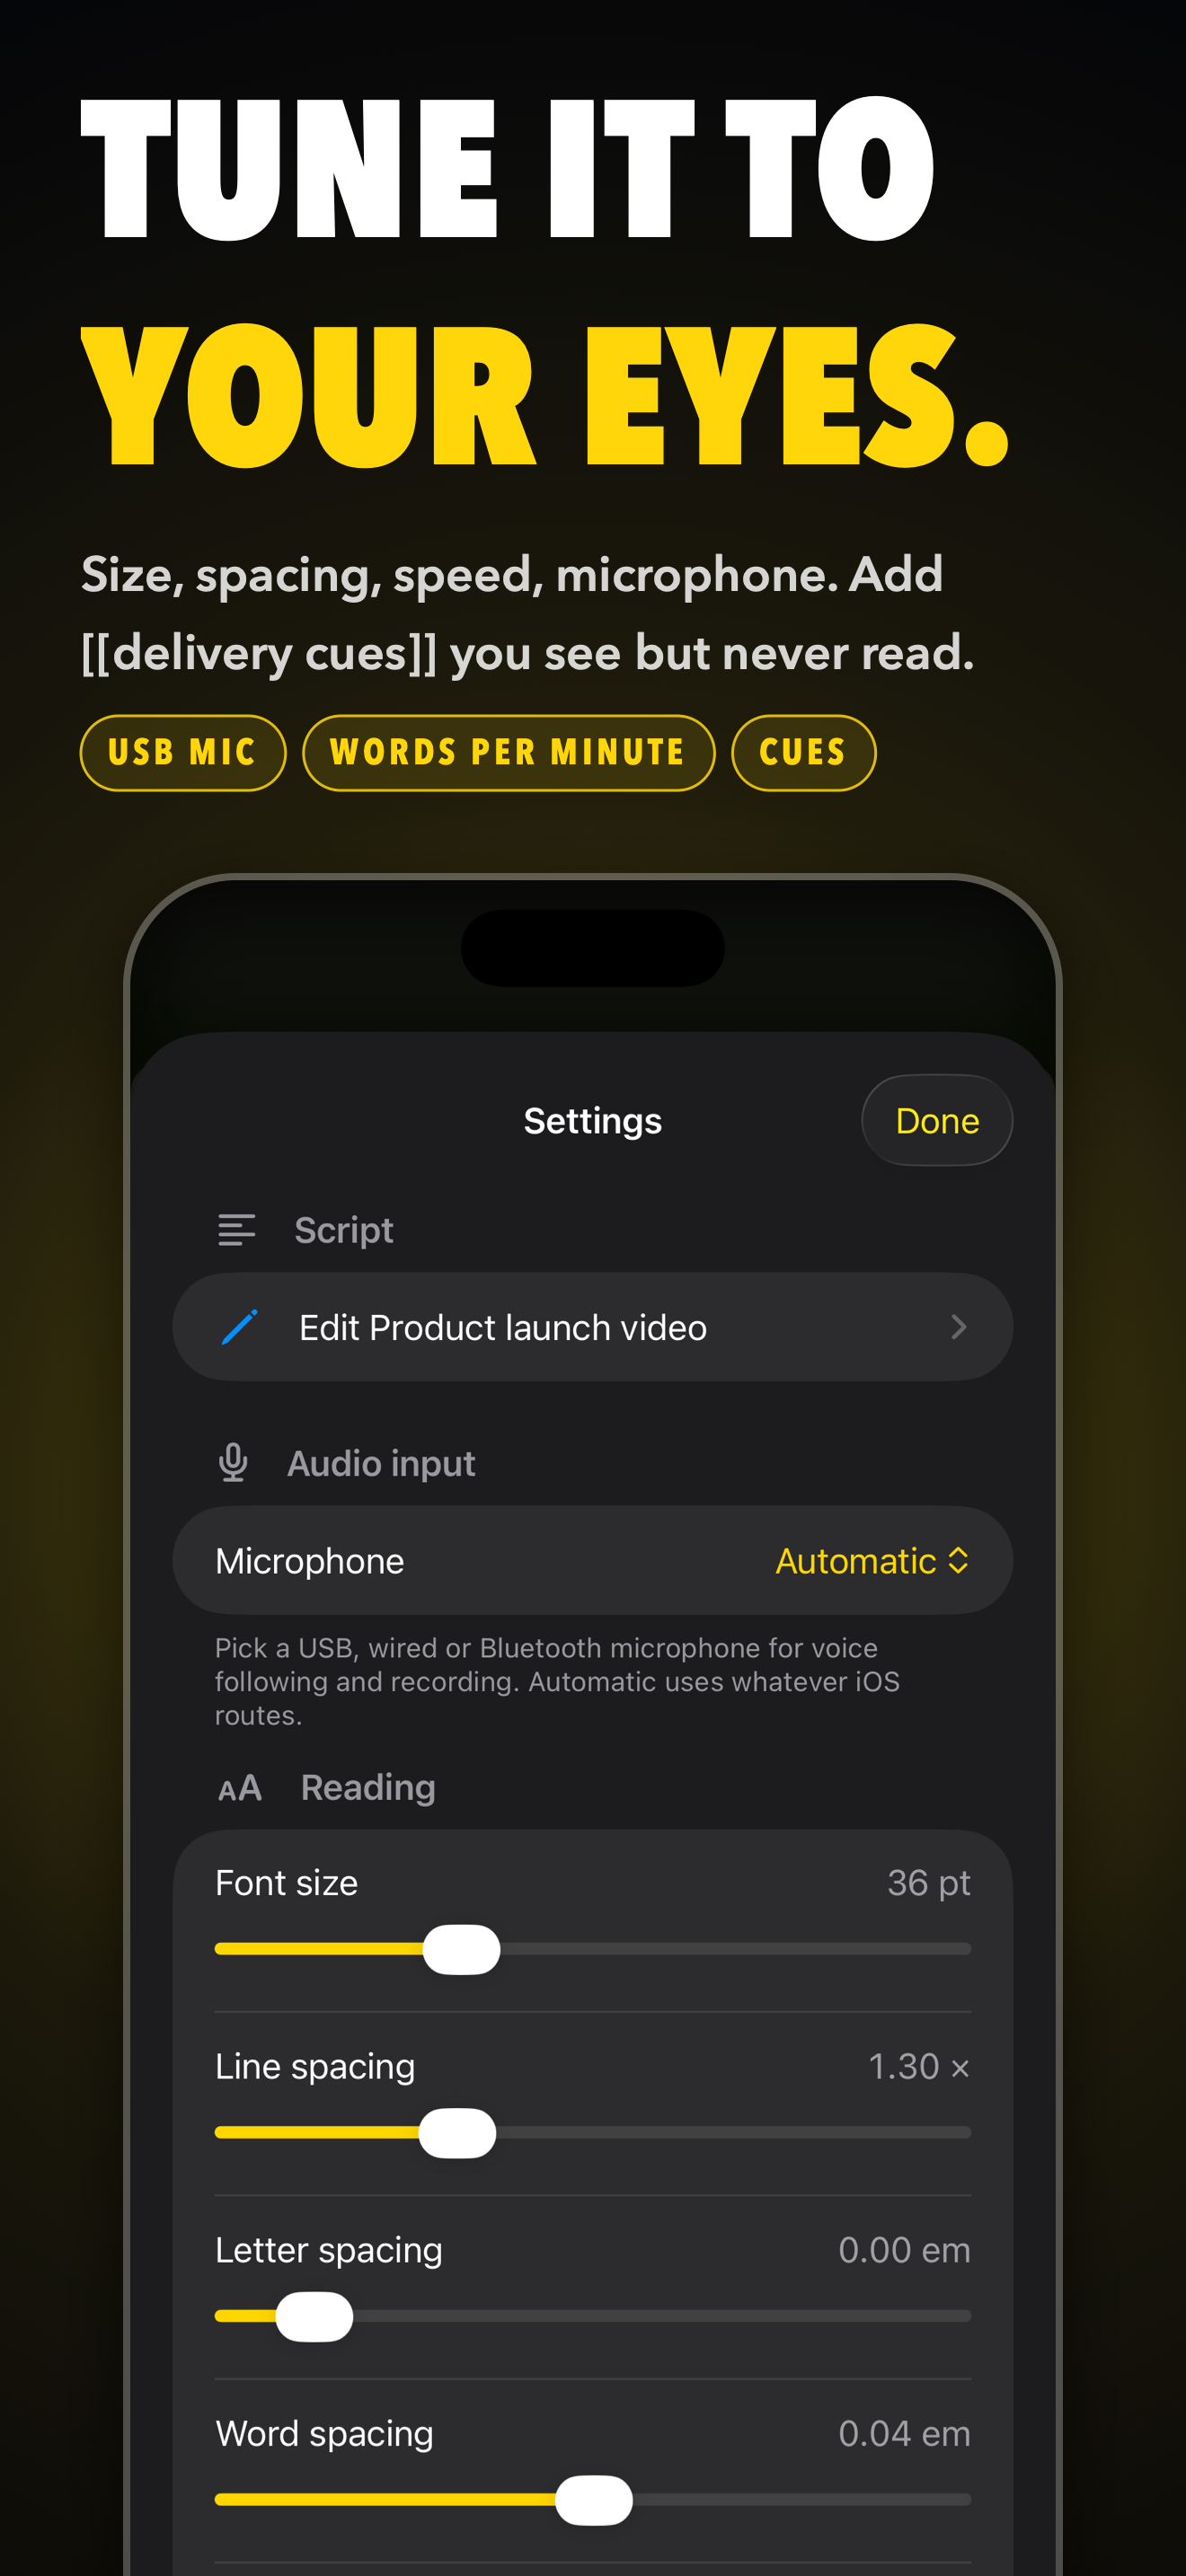 TUNE IT TO
YOUR EYES.
Size, spacing, speed, microphone. Add
[[delivery cues]] you see but never read.
USB MIC
WORDS PER MINUTE
CUES
Settings
Done
Script
Edit Product launch video
Audio input
Microphone
Automatic
Pick a USB, wired or Bluetooth microphone for voice
following and recording. Automatic uses whatever iOS
routes.
AA Reading
Font size
36 pt
Line spacing
1.30 ×
Letter spacing
0.00 em
Word spacing
0.04 em